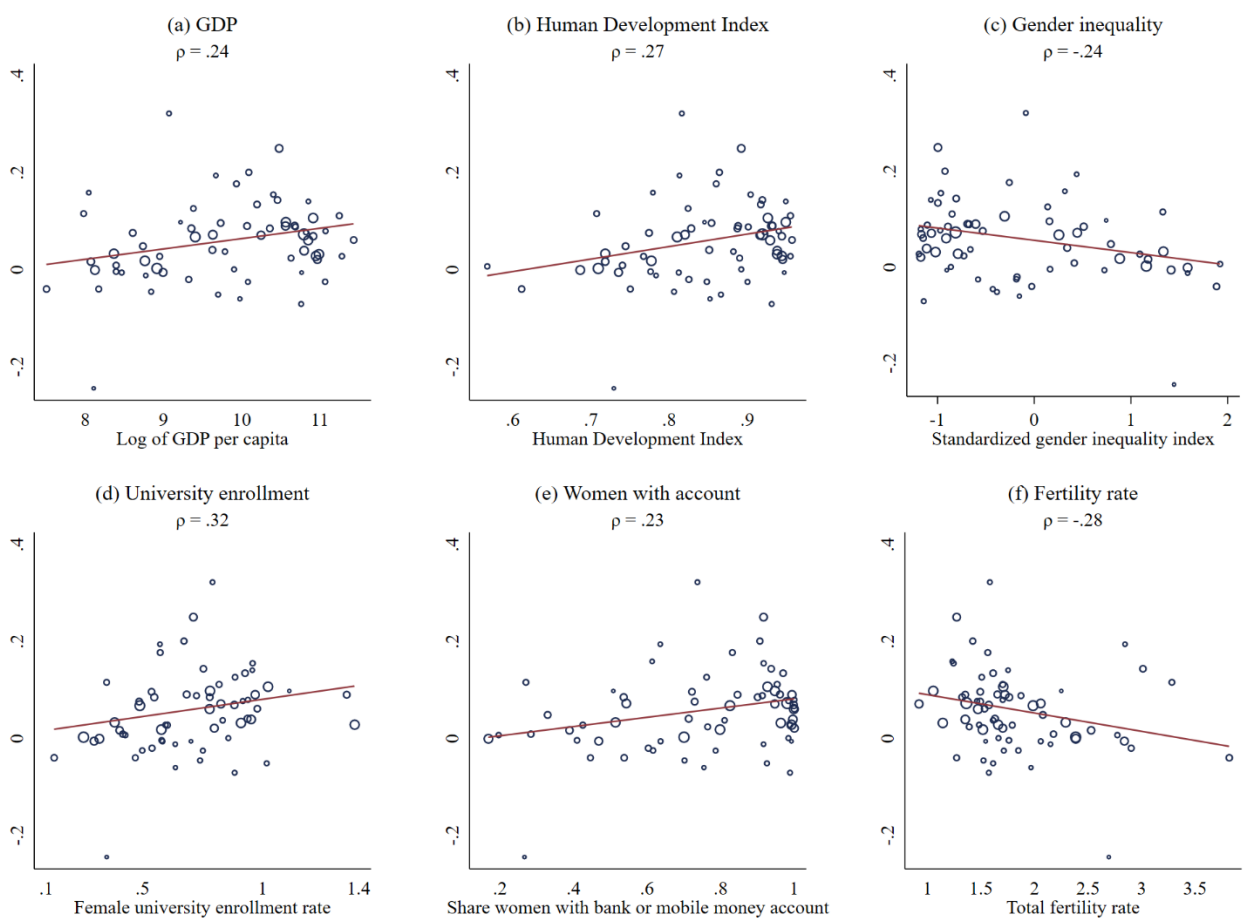 (a) GDP
ρ = .24
.4
.2
0
-.2
8 9 10 11
Log of GDP per capita
(b) Human Development Index
ρ = .27
.4
.2
0
-.2
.6 .7 .8 .9
Human Development Index
(c) Gender inequality
ρ = -.24
.4
.2
0
-.2
-1 0 1 2
Standardized gender inequality index
(d) University enrollment
ρ = .32
.4
.2
0
-.2
.1 .5 1 1.4
Female university enrollment rate
(e) Women with account
ρ = .23
.4
.2
0
-.2
.2 .4 .6 .8 1
Share women with bank or mobile money account
(f) Fertility rate
ρ = -.28
.4
.2
0
-.2
1 1.5 2 2.5 3 3.5
Total fertility rate